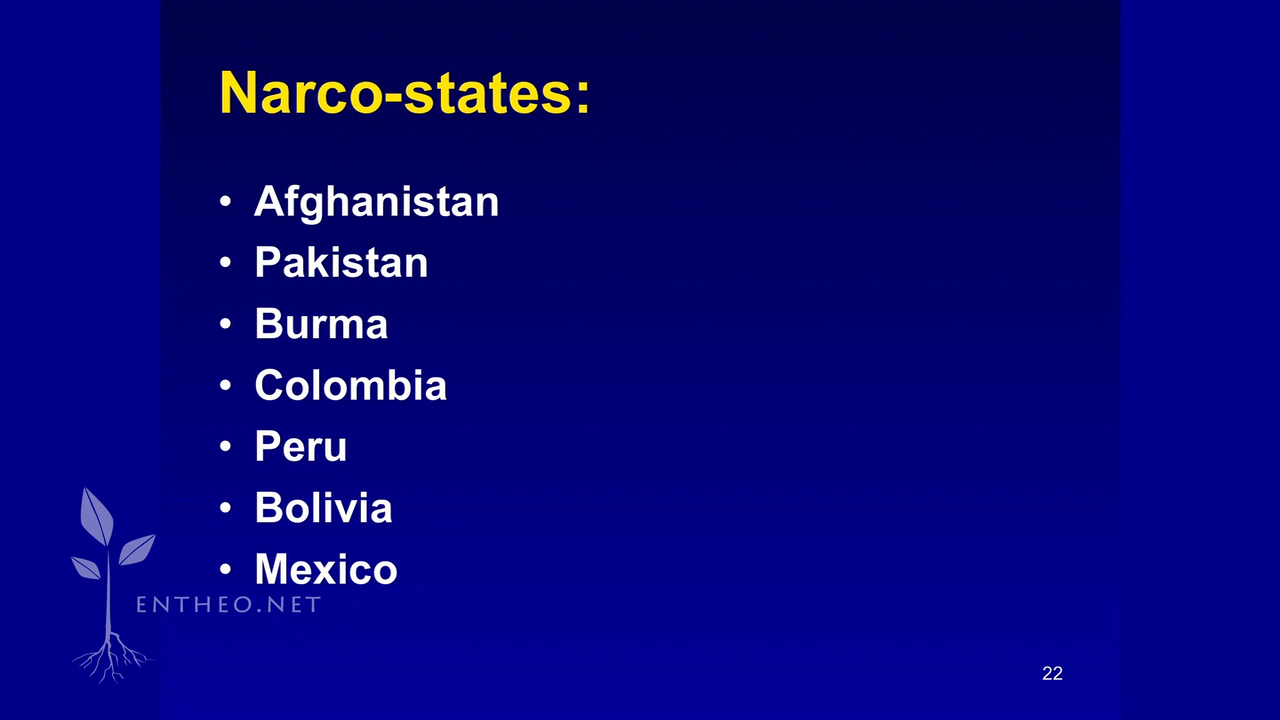 Narco-states:
• Afghanistan
• Pakistan
• Burma
• Colombia
• Peru
• Bolivia
• Mexico
ENTHEO.NET
22